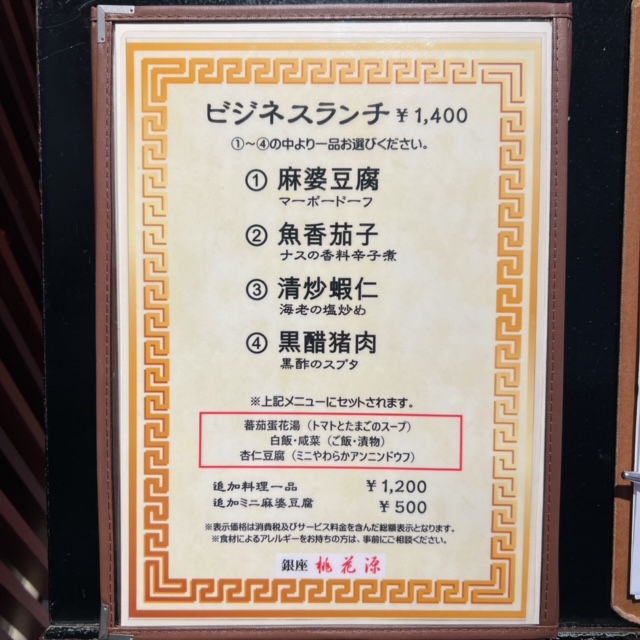 ビジネスランチ ¥1,400
①～④の中より一品お選びください。
① 麻婆豆腐
マーボードーフ
② 魚香茄子
ナスの香料辛子煮
③ 清炒蝦仁
海老の塩炒め
④ 黒醋猪肉
黒酢のスブタ
※上記メニューにセットされます。
蕃茄蛋花湯（トマトとたまごのスープ）
白飯・咸菜（ご飯・漬物）
杏仁豆腐（ミニやわらかアンニンドウフ）
追加料理一品 ¥1,200
追加ミニ麻婆豆腐 ¥500
※表示価格は消費税及びサービス料金を含んだ総額表示となります。
※食材によるアレルギーをお持ちの方は、事前にご相談ください。
銀座 桃花源